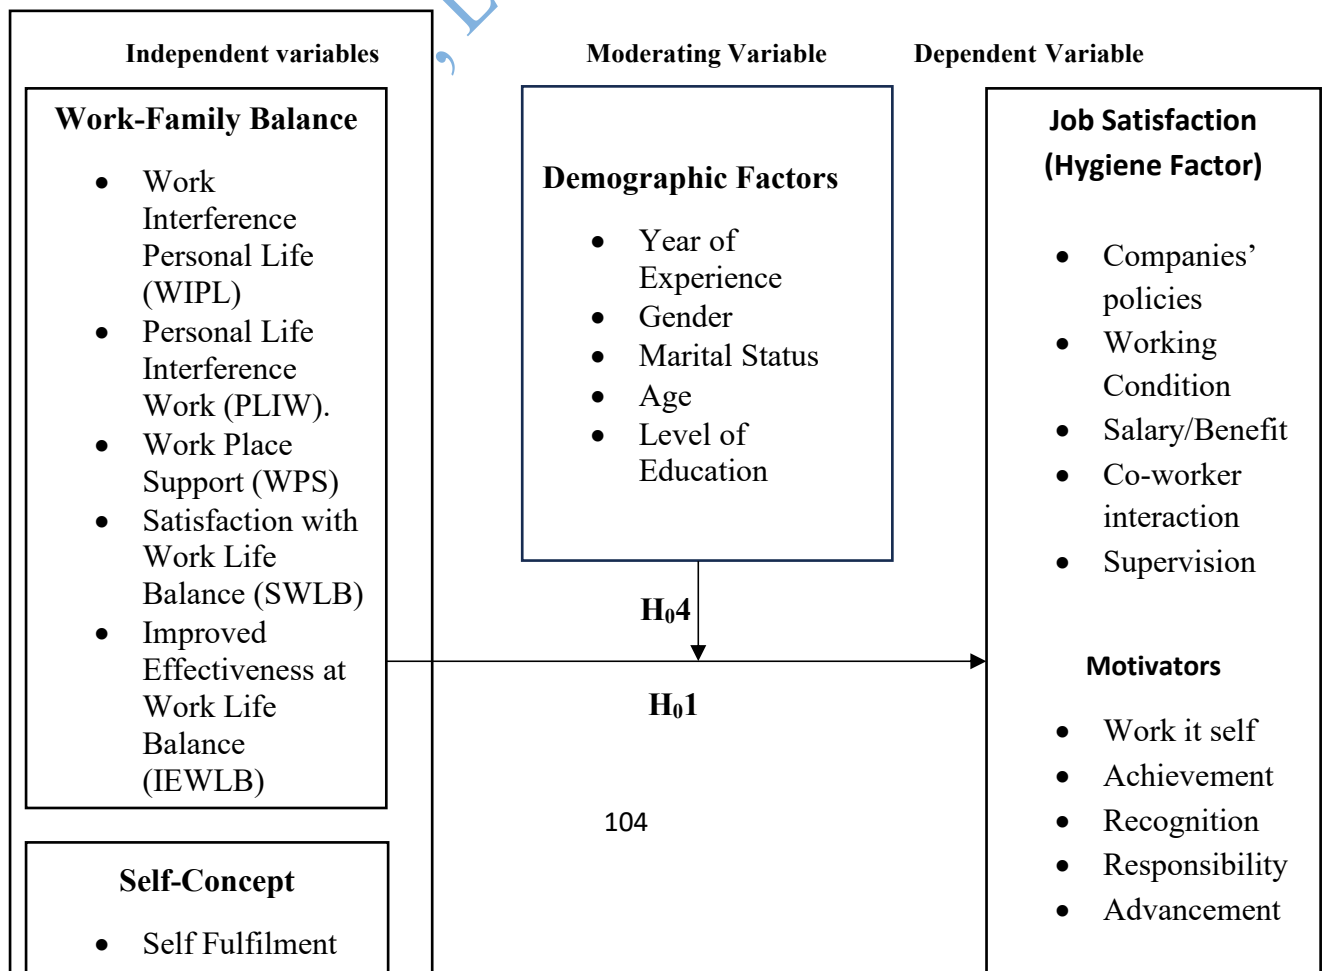 Independent variables
Moderating Variable
Dependent Variable
Work-Family Balance
• Work
Interference
Personal Life
(WIPL)
• Personal Life
Interference
Work (PLIW).
• Work Place
Support (WPS)
• Satisfaction with
Work Life
Balance (SWLB)
• Improved
Effectiveness at
Work Life
Balance
(IEWLB)
Self-Concept
• Self Fulfilment
Demographic Factors
• Year of
Experience
• Gender
• Marital Status
• Age
• Level of
Education
H₀4
H₀1
104
Job Satisfaction
(Hygiene Factor)
• Companies’
policies
• Working
Condition
• Salary/Benefit
• Co-worker
interaction
• Supervision
Motivators
• Work it self
• Achievement
• Recognition
• Responsibility
• Advancement